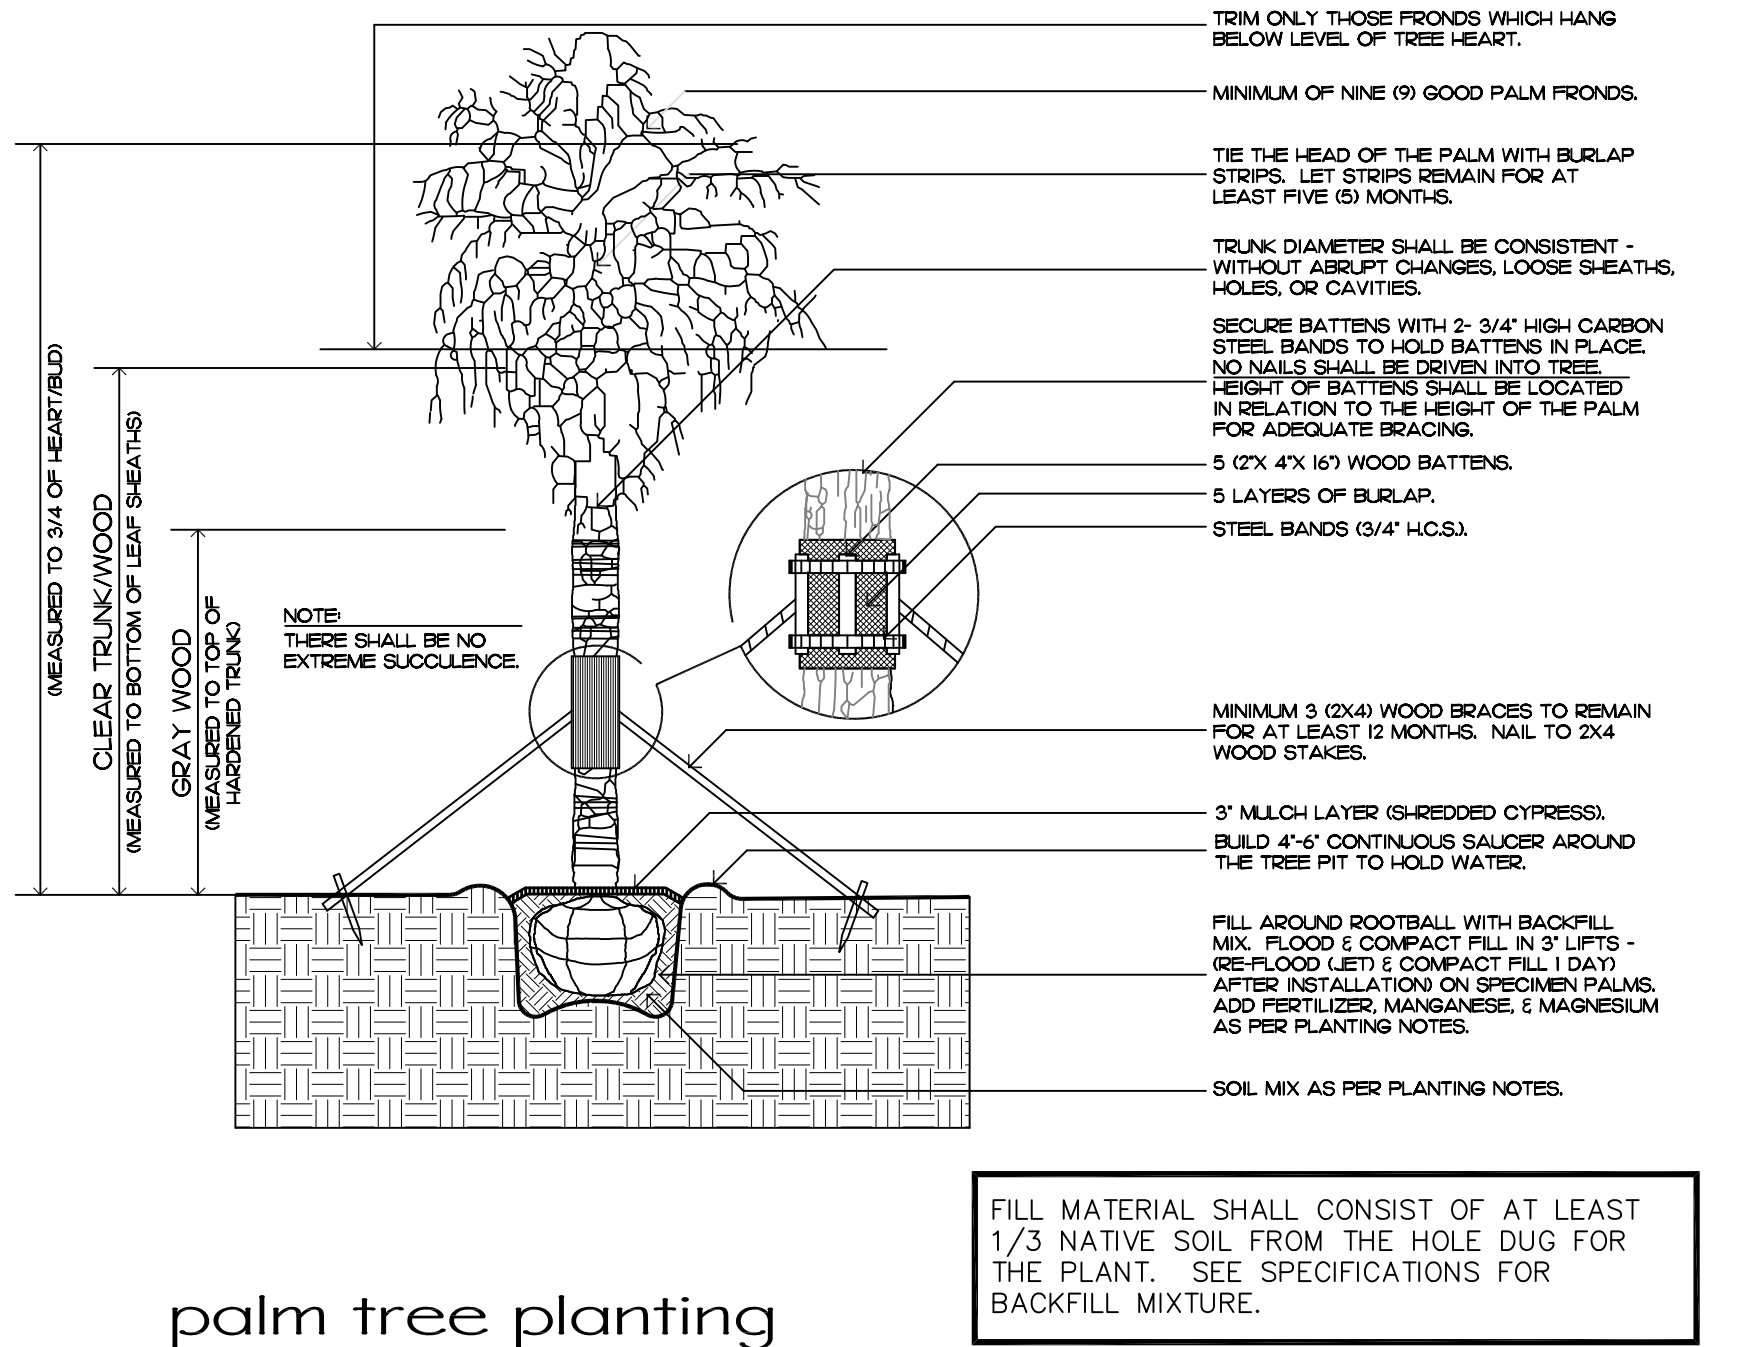 TRIM ONLY THOSE FRONDS WHICH HANG
BELOW LEVEL OF TREE HEART.
MINIMUM OF NINE (9) GOOD PALM FRONDS.
TIE THE HEAD OF THE PALM WITH BURLAP
STRIPS. LET STRIPS REMAIN FOR AT
LEAST FIVE (5) MONTHS.
TRUNK DIAMETER SHALL BE CONSISTENT -
WITHOUT ABRUPT CHANGES, LOOSE SHEATHS,
HOLES, OR CAVITIES.
SECURE BATTENS WITH 2- 3/4" HIGH CARBON
STEEL BANDS TO HOLD BATTENS IN PLACE.
NO NAILS SHALL BE DRIVEN INTO TREE.
HEIGHT OF BATTENS SHALL BE LOCATED
IN RELATION TO THE HEIGHT OF THE PALM
FOR ADEQUATE BRACING.
5 (2"X 4"X 16") WOOD BATTENS.
5 LAYERS OF BURLAP.
STEEL BANDS (3/4" H.C.S.).
(MEASURED TO 3/4 OF HEART/BUD)
CLEAR TRUNK/WOOD
(MEASURED TO BOTTOM OF LEAF SHEATHS)
GRAY WOOD
(MEASURED TO TOP OF
HARDENED TRUNK)
NOTE:
THERE SHALL BE NO
EXTREME SUCCULENCE.
MINIMUM 3 (2X4) WOOD BRACES TO REMAIN
FOR AT LEAST 12 MONTHS. NAIL TO 2X4
WOOD STAKES.
3" MULCH LAYER (SHREDDED CYPRESS).
BUILD 4"-6" CONTINUOUS SAUCER AROUND
THE TREE PIT TO HOLD WATER.
FILL AROUND ROOTBALL WITH BACKFILL
MIX. FLOOD & COMPACT FILL IN 3" LIFTS -
(RE-FLOOD (JET) & COMPACT FILL 1 DAY)
AFTER INSTALLATION) ON SPECIMEN PALMS.
ADD FERTILIZER, MANGANESE, & MAGNESIUM
AS PER PLANTING NOTES.
SOIL MIX AS PER PLANTING NOTES.
FILL MATERIAL SHALL CONSIST OF AT LEAST
1/3 NATIVE SOIL FROM THE HOLE DUG FOR
THE PLANT. SEE SPECIFICATIONS FOR
BACKFILL MIXTURE.
palm tree planting